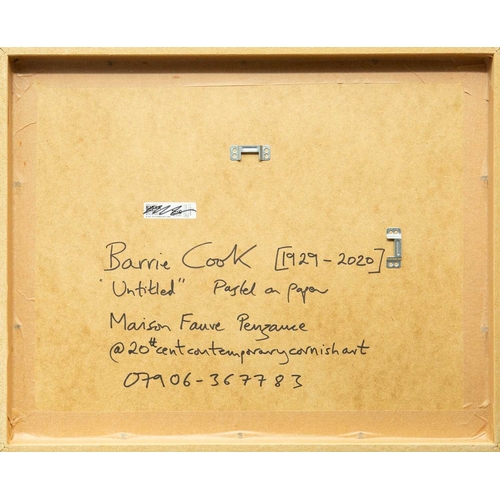 Barrie Cook [1929-2020]
"Untitled" Pastel on paper
Maison Fauve Penzance
@20thcentcontemporarycornishart
07906-367783